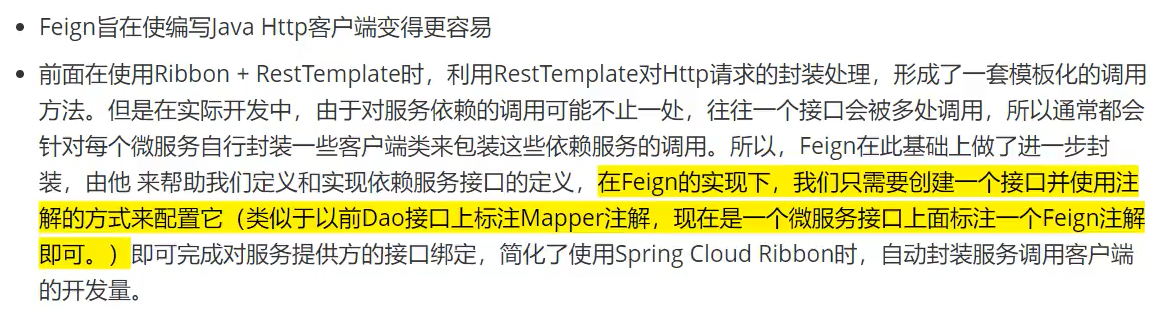 Feign旨在使编写Java Http客户端变得更容易
前面在使用Ribbon + RestTemplate时，利用RestTemplate对Http请求的封装处理，形成了一套模板化的调用
方法。但是在实际开发中，由于对服务依赖的调用可能不止一处，往往一个接口会被多处调用，所以通常都会
针对每个微服务自行封装一些客户端类来包装这些依赖服务的调用。所以，Feign在此基础上做了进一步封
装，由他 来帮助我们定义和实现依赖服务接口的定义，在Feign的实现下，我们只需要创建一个接口并使用注
解的方式来配置它（类似于以前Dao接口上标注Mapper注解，现在是一个微服务接口上面标注一个Feign注解
即可。）即可完成对服务提供方的接口绑定，简化了使用Spring Cloud Ribbon时，自动封装服务调用客户端
的开发量。